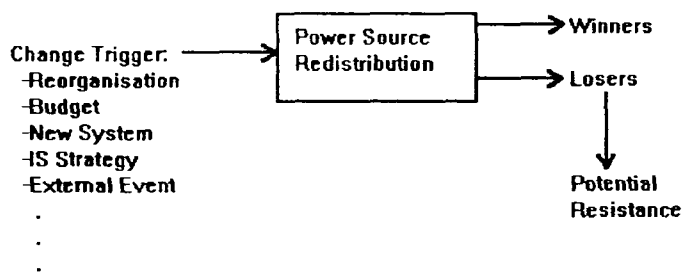 Change Trigger:
-Reorganisation
-Budget
-New System
-IS Strategy
-External Event
.
.
.
Power Source
Redistribution
Winners
Losers
Potential
Resistance